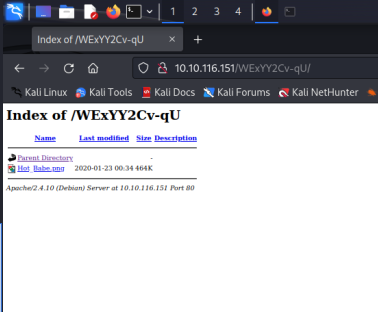 1 2 3 4
Index of /WExYY2Cv-qU × +
10.10.116.151/WExYY2Cv-qU/
Kali Linux Kali Tools Kali Docs Kali Forums Kali NetHunter
Index of /WExYY2Cv-qU
Name Last modified Size Description
Parent Directory -
Hot_Babe.png 2020-01-23 00:34 464K
Apache/2.4.10 (Debian) Server at 10.10.116.151 Port 80